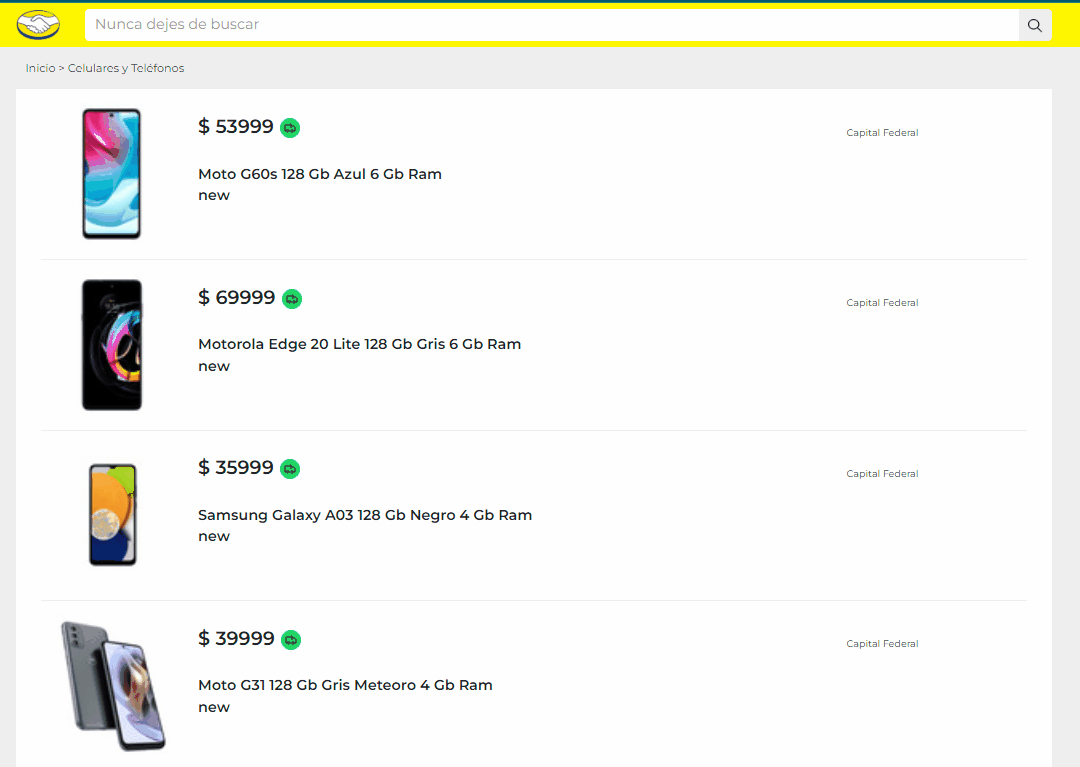 Nunca dejes de buscar
Inicio > Celulares y Teléfonos
$ 53999
Capital Federal
Moto G60s 128 Gb Azul 6 Gb Ram
new
$ 69999
Capital Federal
Motorola Edge 20 Lite 128 Gb Gris 6 Gb Ram
new
$ 35999
Capital Federal
Samsung Galaxy A03 128 Gb Negro 4 Gb Ram
new
$ 39999
Capital Federal
Moto G31 128 Gb Gris Meteoro 4 Gb Ram
new